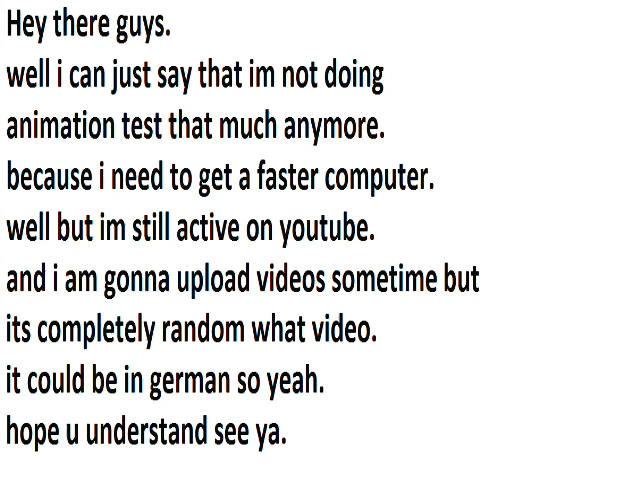 Hey there guys.
well i can just say that im not doing
animation test that much anymore.
because i need to get a faster computer.
well but im still active on youtube.
and i am gonna upload videos sometime but
its completely random what video.
it could be in german so yeah.
hope u understand see ya.